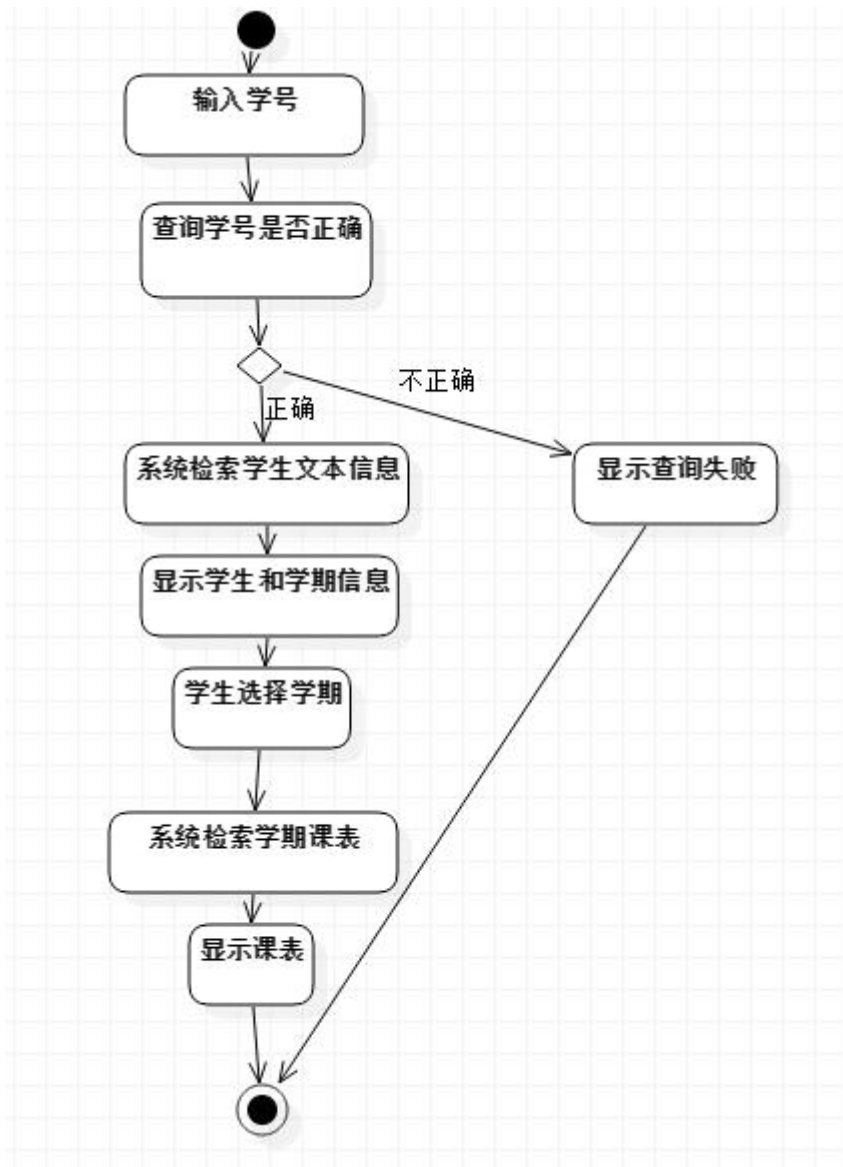 输入学号
查询学号是否正确
不正确
正确
系统检索学生文本信息
显示查询失败
显示学生和学期信息
学生选择学期
系统检索学期课表
显示课表